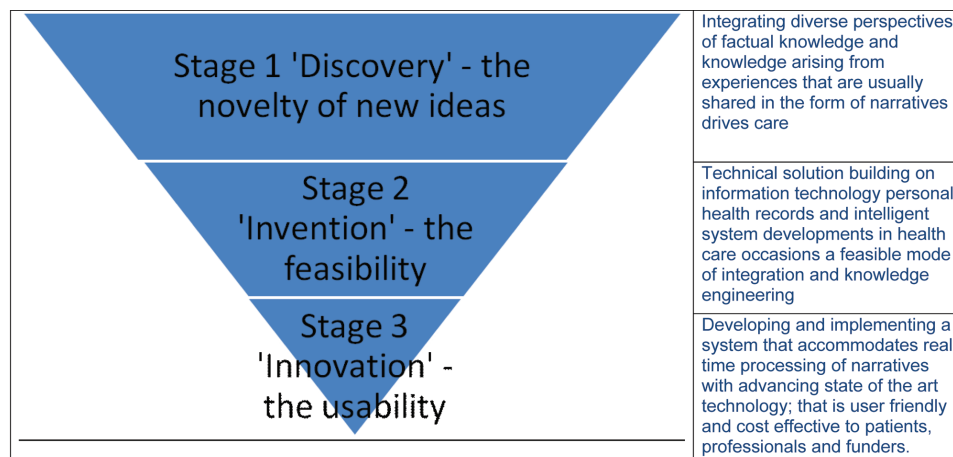 Stage 1 'Discovery' - the
novelty of new ideas
Integrating diverse perspectives
of factual knowledge and
knowledge arising from
experiences that are usually
shared in the form of narratives
drives care
Stage 2
'Invention' - the
feasibility
Technical solution building on
information technology personal
health records and intelligent
system developments in health
care occasions a feasible mode
of integration and knowledge
engineering
Stage 3
'Innovation' -
the usability
Developing and implementing a
system that accommodates real
time processing of narratives
with advancing state of the art
technology; that is user friendly
and cost effective to patients,
professionals and funders.